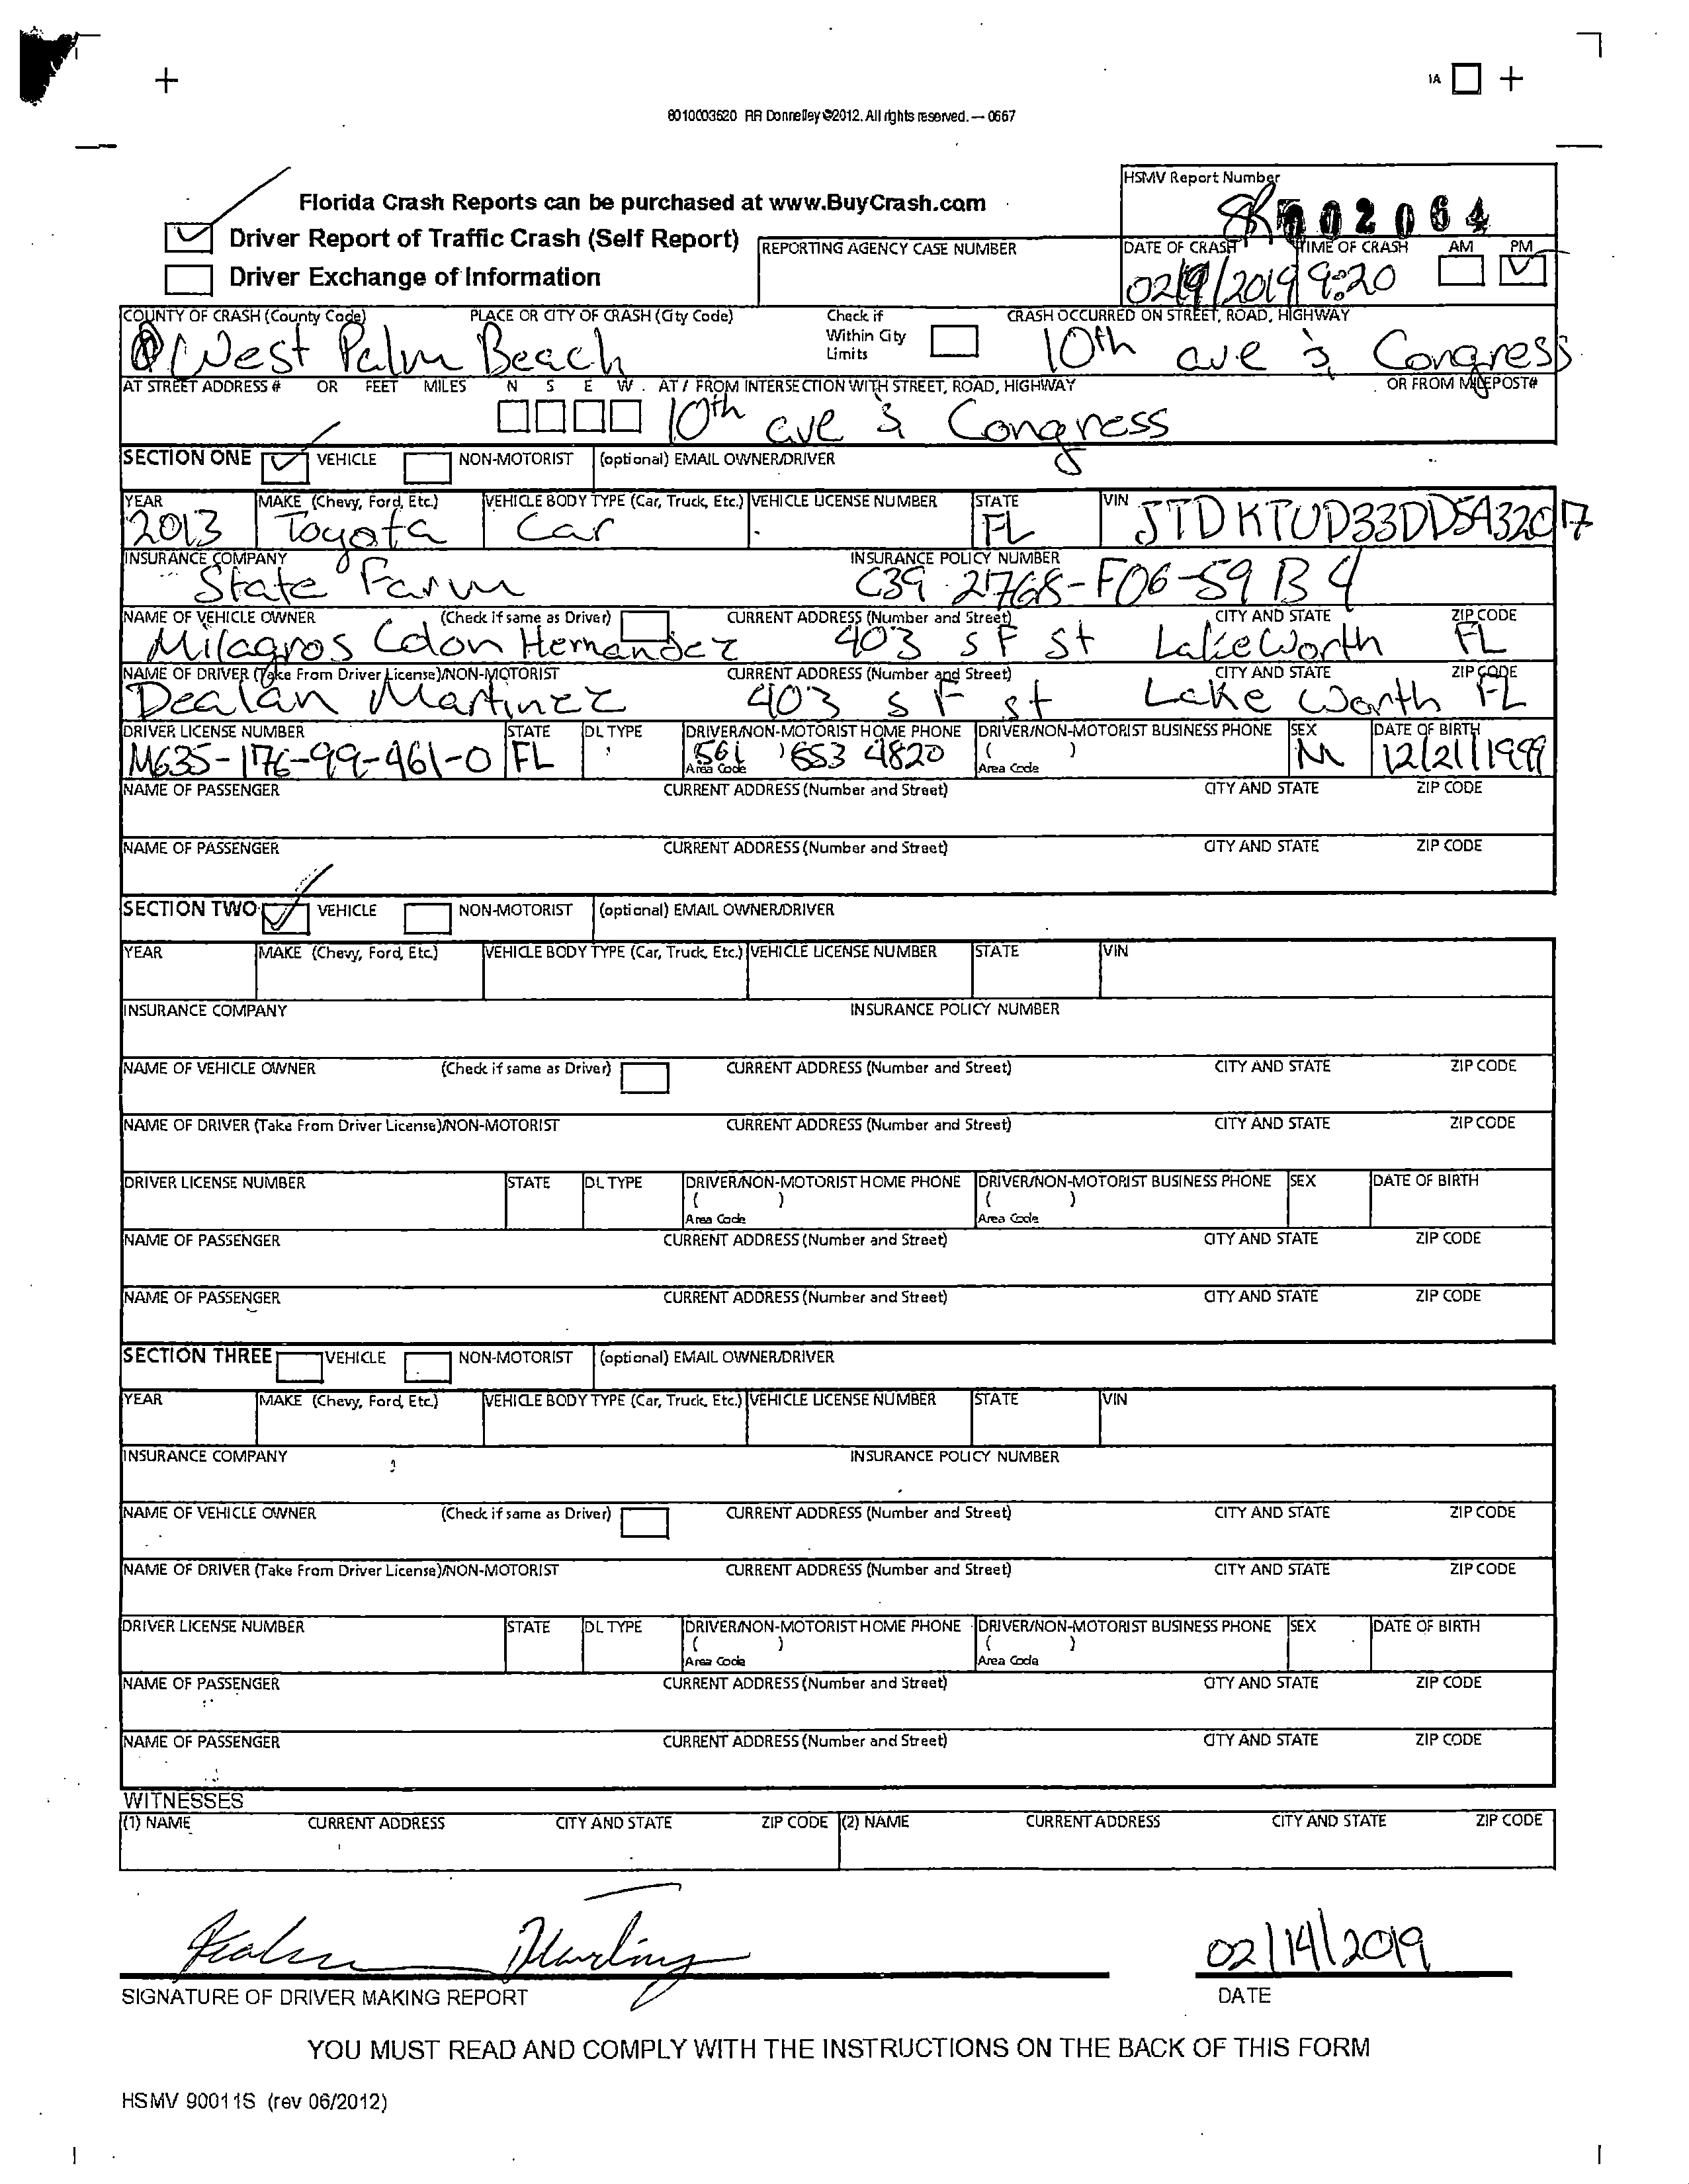 IA
8010003620 RR Donnelley ©2012. All rights reserved. — 0667
HSMV Report Number
Florida Crash Reports can be purchased at www.BuyCrash.com
02064
Driver Report of Traffic Crash (Self Report)
REPORTING AGENCY CASE NUMBER
DATE OF CRASH TIME OF CRASH AM PM
Driver Exchange of Information
2019 9:20
COUNTY OF CRASH (County Code) PLACE OR CITY OF CRASH (City Code) Check if Within City Limits CRASH OCCURRED ON STREET, ROAD, HIGHWAY
West Palm Beach 10th ave & Congress
AT STREET ADDRESS # OR FEET MILES N S E W AT / FROM INTERSECTION WITH STREET, ROAD, HIGHWAY OR FROM MILEPOST#
10th ave & Congress
SECTION ONE VEHICLE NON-MOTORIST (optional) EMAIL OWNER/DRIVER
YEAR MAKE (Chevy, Ford, Etc.) VEHICLE BODY TYPE (Car, Truck, Etc.) VEHICLE LICENSE NUMBER STATE VIN
2013 Toyota Car FL JTDKTUD33DD5A32017
INSURANCE COMPANY INSURANCE POLICY NUMBER
State Farm C39 2768-F06-59 B 4
NAME OF VEHICLE OWNER (Check if same as Driver) CURRENT ADDRESS (Number and Street) CITY AND STATE ZIP CODE
Milagros Colon Hernandez 403 S F St Lake Worth FL
NAME OF DRIVER (Take From Driver License)/NON-MOTORIST CURRENT ADDRESS (Number and Street) CITY AND STATE ZIP CODE
Dealan Martinez 403 S F St Lake Worth FL
DRIVER LICENSE NUMBER STATE DL TYPE DRIVER/NON-MOTORIST HOME PHONE DRIVER/NON-MOTORIST BUSINESS PHONE SEX DATE OF BIRTH
M635-176-99-461-0 FL 561 ) 653 4820 ( ) M 12/21/1999
Area Code Area Code
NAME OF PASSENGER CURRENT ADDRESS (Number and Street) CITY AND STATE ZIP CODE
NAME OF PASSENGER CURRENT ADDRESS (Number and Street) CITY AND STATE ZIP CODE
SECTION TWO VEHICLE NON-MOTORIST (optional) EMAIL OWNER/DRIVER
YEAR MAKE (Chevy, Ford, Etc.) VEHICLE BODY TYPE (Car, Truck, Etc.) VEHICLE LICENSE NUMBER STATE VIN
INSURANCE COMPANY INSURANCE POLICY NUMBER
NAME OF VEHICLE OWNER (Check if same as Driver) CURRENT ADDRESS (Number and Street) CITY AND STATE ZIP CODE
NAME OF DRIVER (Take From Driver License)/NON-MOTORIST CURRENT ADDRESS (Number and Street) CITY AND STATE ZIP CODE
DRIVER LICENSE NUMBER STATE DL TYPE DRIVER/NON-MOTORIST HOME PHONE DRIVER/NON-MOTORIST BUSINESS PHONE SEX DATE OF BIRTH
( ) ( )
Area Code Area Code
NAME OF PASSENGER CURRENT ADDRESS (Number and Street) CITY AND STATE ZIP CODE
NAME OF PASSENGER CURRENT ADDRESS (Number and Street) CITY AND STATE ZIP CODE
SECTION THREE VEHICLE NON-MOTORIST (optional) EMAIL OWNER/DRIVER
YEAR MAKE (Chevy, Ford, Etc.) VEHICLE BODY TYPE (Car, Truck, Etc.) VEHICLE LICENSE NUMBER STATE VIN
INSURANCE COMPANY INSURANCE POLICY NUMBER
NAME OF VEHICLE OWNER (Check if same as Driver) CURRENT ADDRESS (Number and Street) CITY AND STATE ZIP CODE
NAME OF DRIVER (Take From Driver License)/NON-MOTORIST CURRENT ADDRESS (Number and Street) CITY AND STATE ZIP CODE
DRIVER LICENSE NUMBER STATE DL TYPE DRIVER/NON-MOTORIST HOME PHONE DRIVER/NON-MOTORIST BUSINESS PHONE SEX DATE OF BIRTH
( ) ( )
Area Code Area Code
NAME OF PASSENGER CURRENT ADDRESS (Number and Street) CITY AND STATE ZIP CODE
NAME OF PASSENGER CURRENT ADDRESS (Number and Street) CITY AND STATE ZIP CODE
WITNESSES
(1) NAME CURRENT ADDRESS CITY AND STATE ZIP CODE (2) NAME CURRENT ADDRESS CITY AND STATE ZIP CODE
02/14/2019
SIGNATURE OF DRIVER MAKING REPORT DATE
YOU MUST READ AND COMPLY WITH THE INSTRUCTIONS ON THE BACK OF THIS FORM
HSMV 90011S (rev 06/2012)